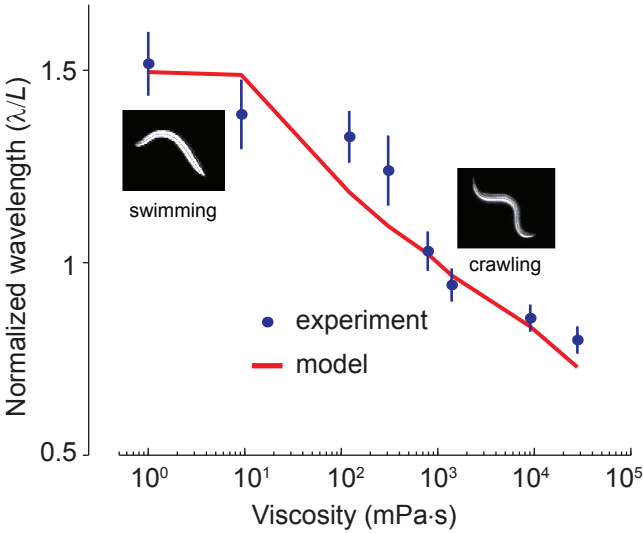 Normalized wavelength (λ/L)
1.5
1
0.5
swimming
crawling
experiment
model
10⁰ 10¹ 10² 10³ 10⁴ 10⁵
Viscosity (mPa·s)